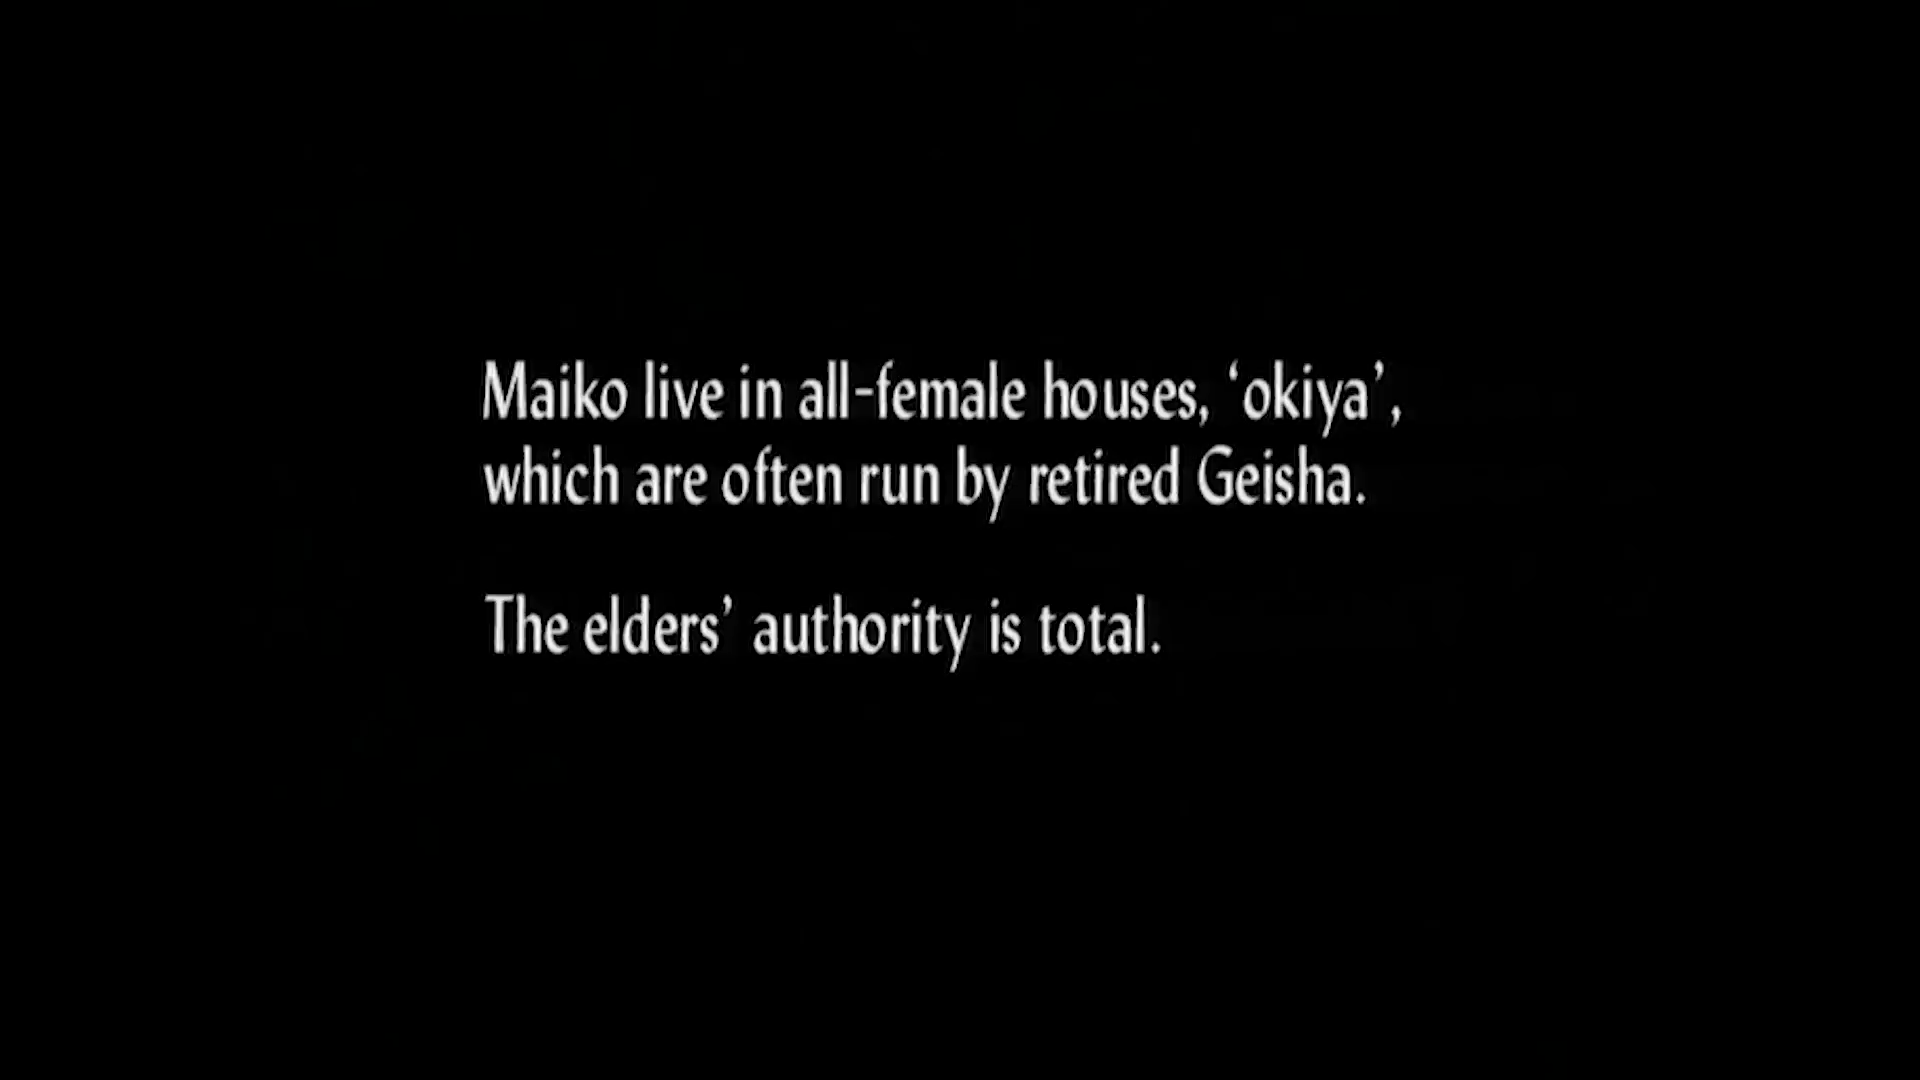 Maiko live in all-female houses, ‘okiya’,
which are often run by retired Geisha.
The elders’ authority is total.